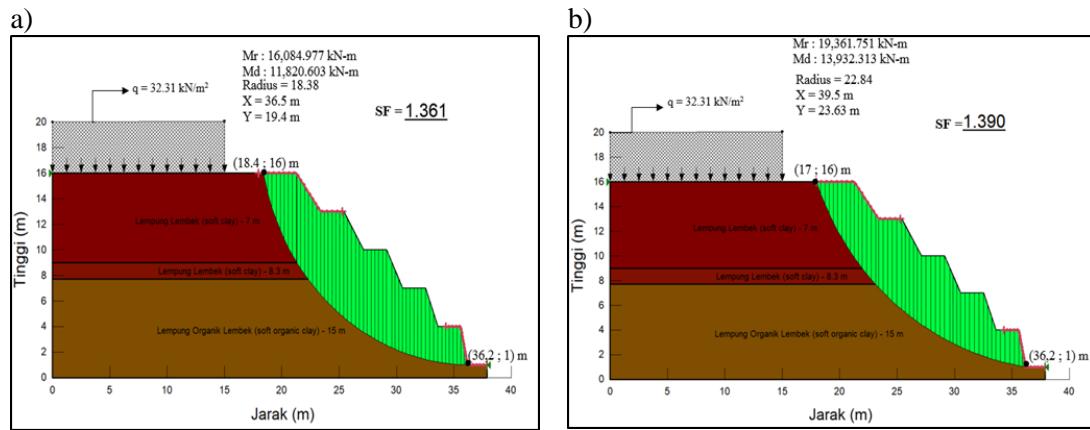 a)
Mr : 16,084.977 kN-m
Md : 11,820.603 kN-m
Radius = 18.38
X = 36.5 m
Y = 19.4 m
q = 32.31 kN/m²
SF = 1.361
(18.4 ; 16) m
Lempung Lembek (soft clay) - 7 m
Lempung Lembek (soft clay) - 8.3 m
Lempung Organik Lembek (soft organic clay) - 15 m
(36,2 ; 1) m
Tinggi (m)
20
18
16
14
12
10
8
6
4
2
0
0 5 10 15 20 25 30 35 40
Jarak (m)
b)
Mr : 19,361.751 kN-m
Md : 13,932.313 kN-m
Radius = 22.84
X = 39.5 m
Y = 23.63 m
q = 32.31 kN/m²
SF = 1.390
(17 ; 16) m
Lempung Lembek (soft clay) - 7 m
Lempung Lembek (soft clay) - 8.3 m
Lempung Organik Lembek (soft organic clay) - 15 m
(36,2 ; 1) m
Tinggi (m)
20
18
16
14
12
10
8
6
4
2
0
0 5 10 15 20 25 30 35 40
Jarak (m)